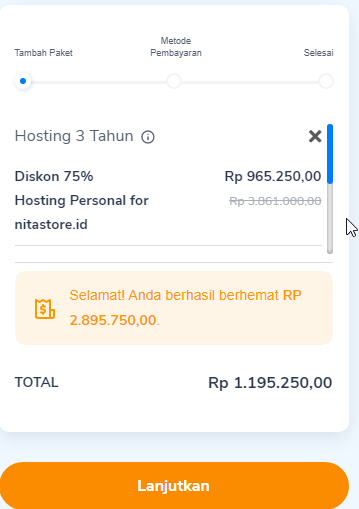 Metode
Tambah Paket Pembayaran Selesai
Hosting 3 Tahun
Diskon 75% Rp 965.250,00
Hosting Personal for Rp 3.861.000,00
nitastore.id
Selamat! Anda berhasil berhemat RP
2.895.750,00.
TOTAL Rp 1.195.250,00
Lanjutkan